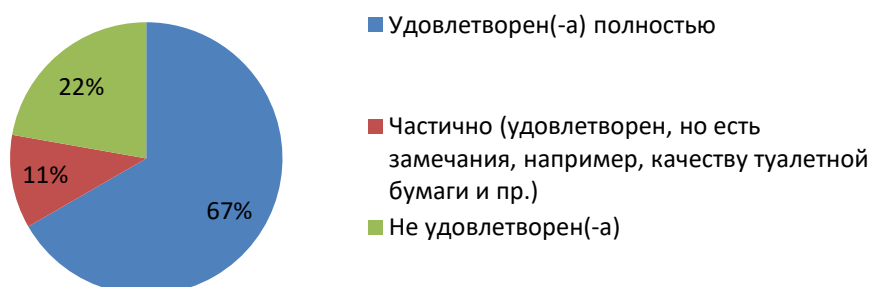 Удовлетворен(-а) полностью
22%
Частично (удовлетворен, но есть
замечания, например, качеству туалетной
бумаги и пр.)
11%
67%
Не удовлетворен(-а)